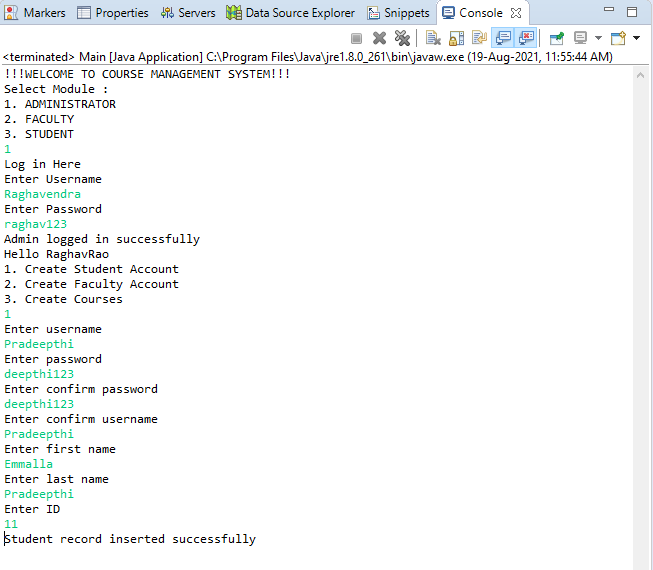 Markers Properties Servers Data Source Explorer Snippets Console
<terminated> Main [Java Application] C:\Program Files\Java\jre1.8.0_261\bin\javaw.exe (19-Aug-2021, 11:55:44 AM)
!!!WELCOME TO COURSE MANAGEMENT SYSTEM!!!
Select Module :
1. ADMINISTRATOR
2. FACULTY
3. STUDENT
1
Log in Here
Enter Username
Raghavendra
Enter Password
raghav123
Admin logged in successfully
Hello RaghavRao
1. Create Student Account
2. Create Faculty Account
3. Create Courses
1
Enter username
Pradeepthi
Enter password
deepthi123
Enter confirm password
deepthi123
Enter confirm username
Pradeepthi
Enter first name
Emmalla
Enter last name
Pradeepthi
Enter ID
11
Student record inserted successfully